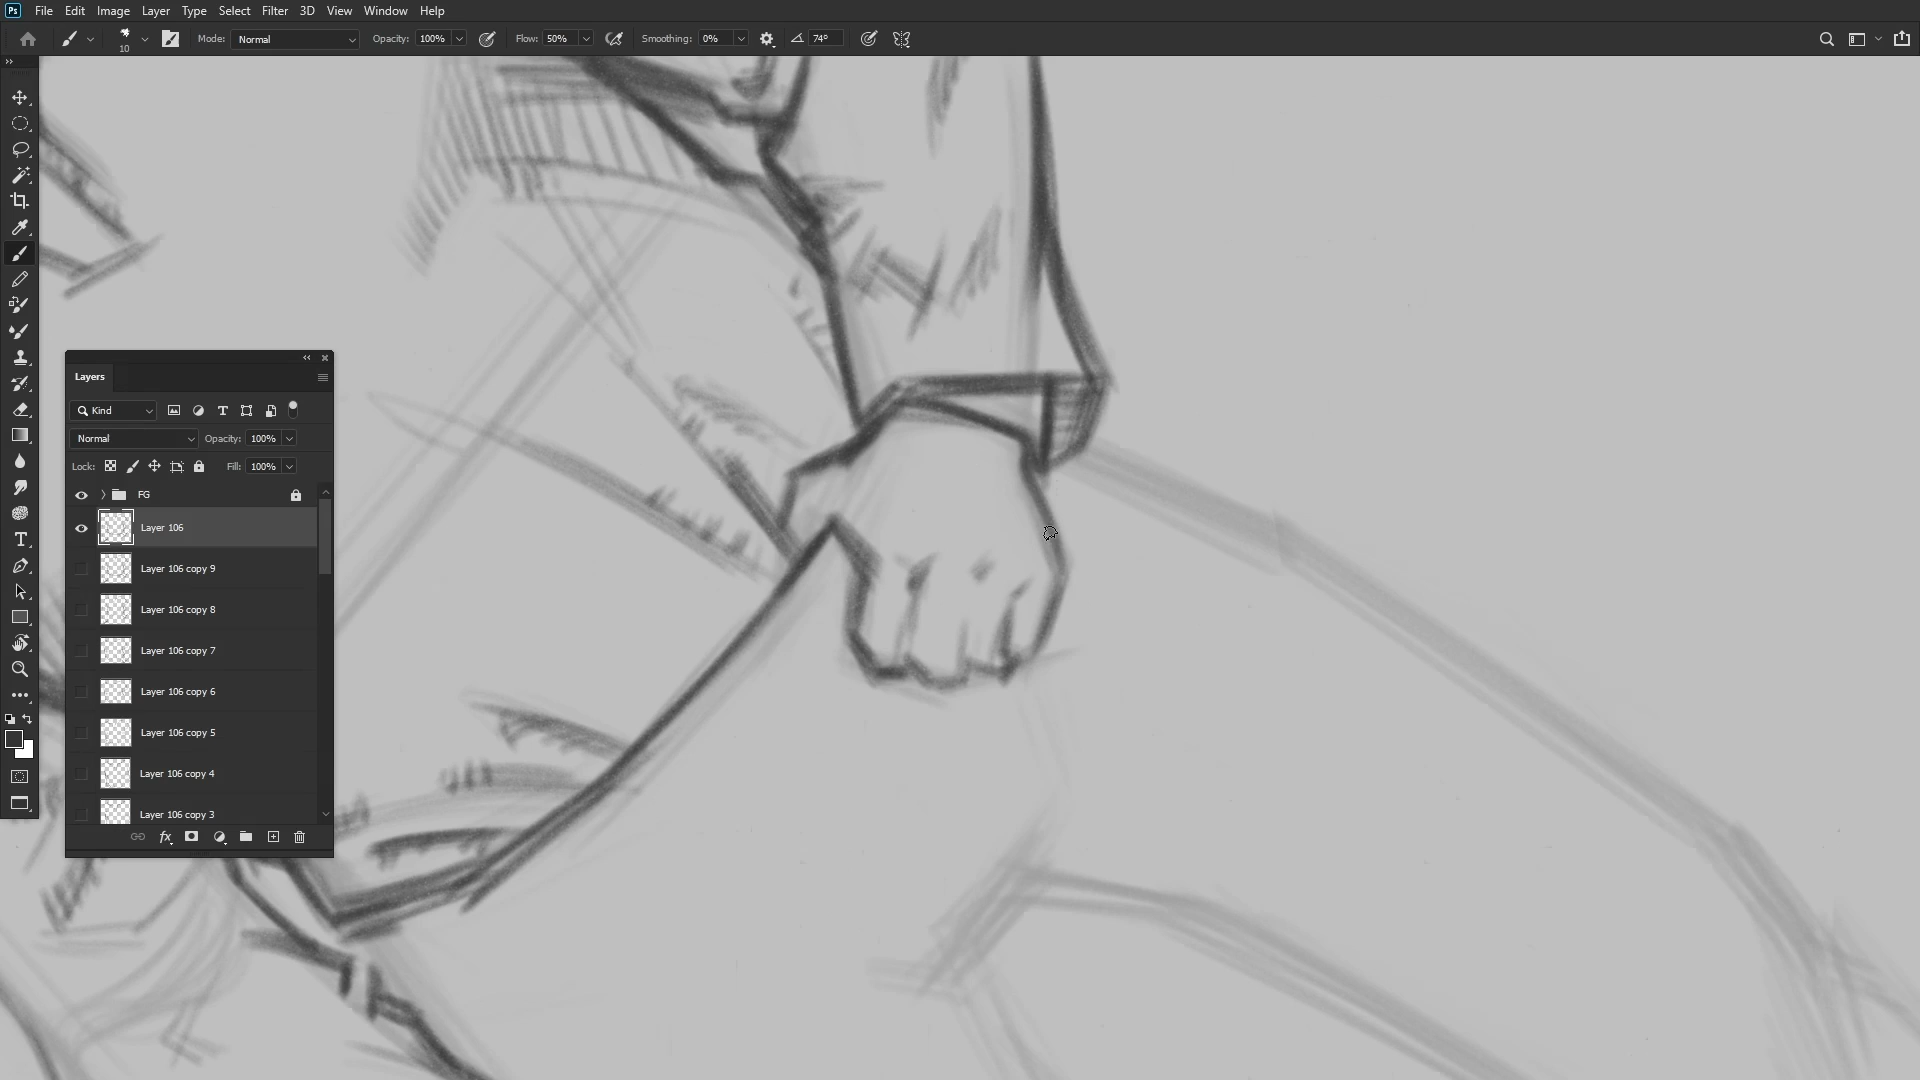 Ps File Edit Image Layer Type Select Filter 3D View Window Help
10 Mode: Normal Opacity: 100% Flow: 50% Smoothing: 0% 74°
Layers
Kind T
Normal Opacity: 100%
Lock: Fill: 100%
FG
Layer 106
Layer 106 copy 9
Layer 106 copy 8
Layer 106 copy 7
Layer 106 copy 6
Layer 106 copy 5
Layer 106 copy 4
Layer 106 copy 3
fx
T